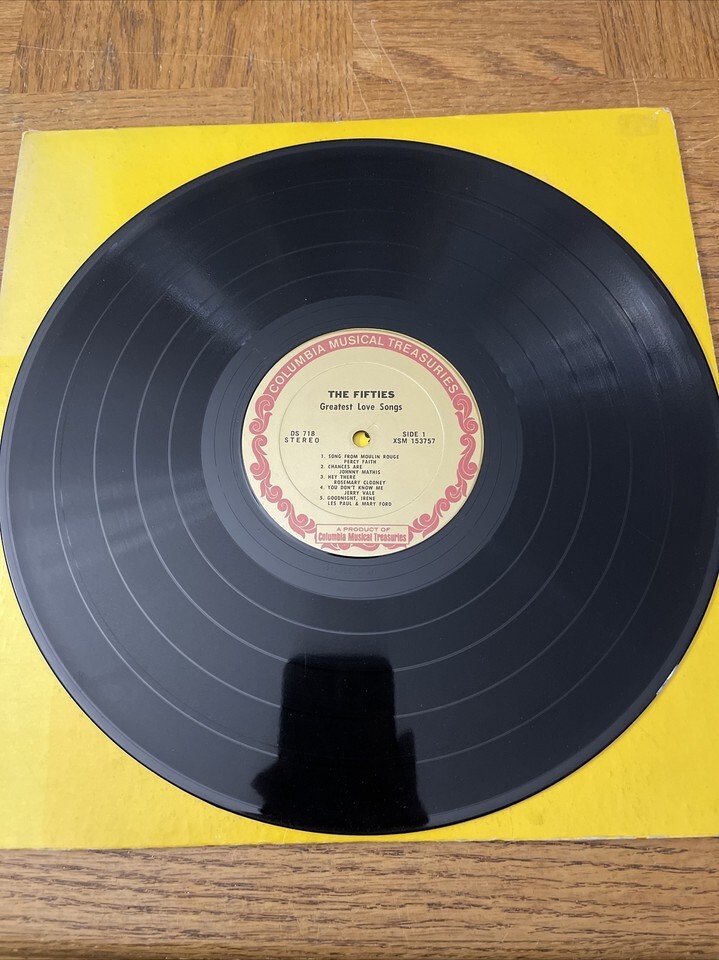 COLUMBIA MUSICAL TREASURIES
THE FIFTIES
Greatest Love Songs
DS 718 SIDE 1
STEREO XSM 153757
1. SONG FROM MOULIN ROUGE
PERCY FAITH
2. CHANCES ARE
JOHNNY MATHIS
3. HEY THERE
ROSEMARY CLOONEY
4. YOU DON'T KNOW ME
JERRY VALE
5. GOODNIGHT, IRENE
LES PAUL & MARY FORD
A PRODUCT OF
Columbia Musical Treasuries